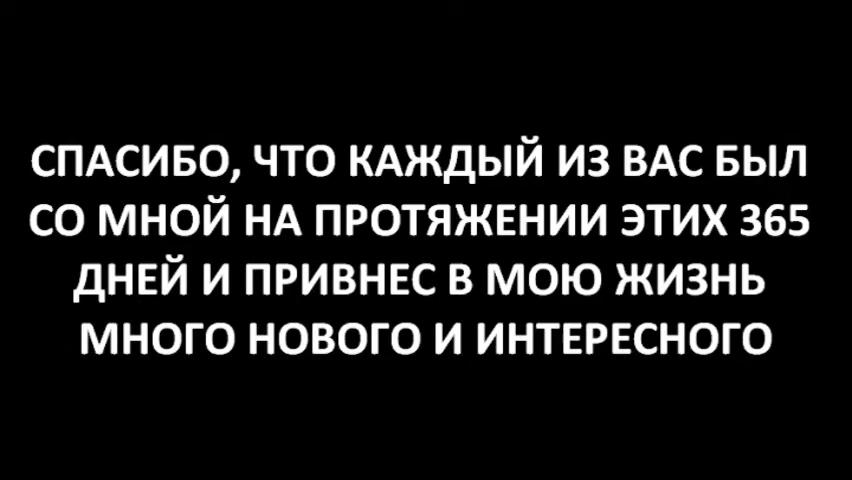 СПАСИБО, ЧТО КАЖДЫЙ ИЗ ВАС БЫЛ
СО МНОЙ НА ПРОТЯЖЕНИИ ЭТИХ 365
ДНЕЙ И ПРИВНЕС В МОЮ ЖИЗНЬ
МНОГО НОВОГО И ИНТЕРЕСНОГО